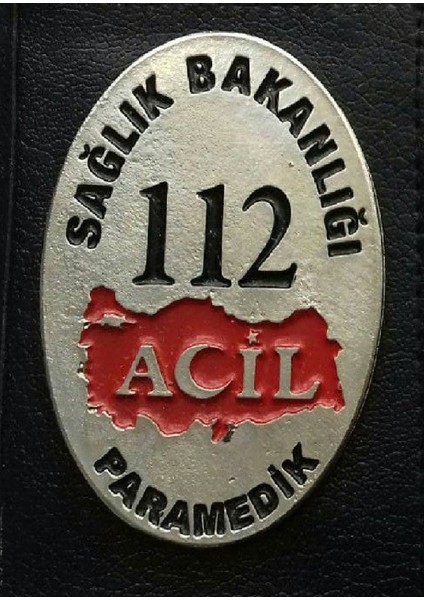 SAĞLIK BAKANLIĞI
112
ACİL
PARAMEDİK